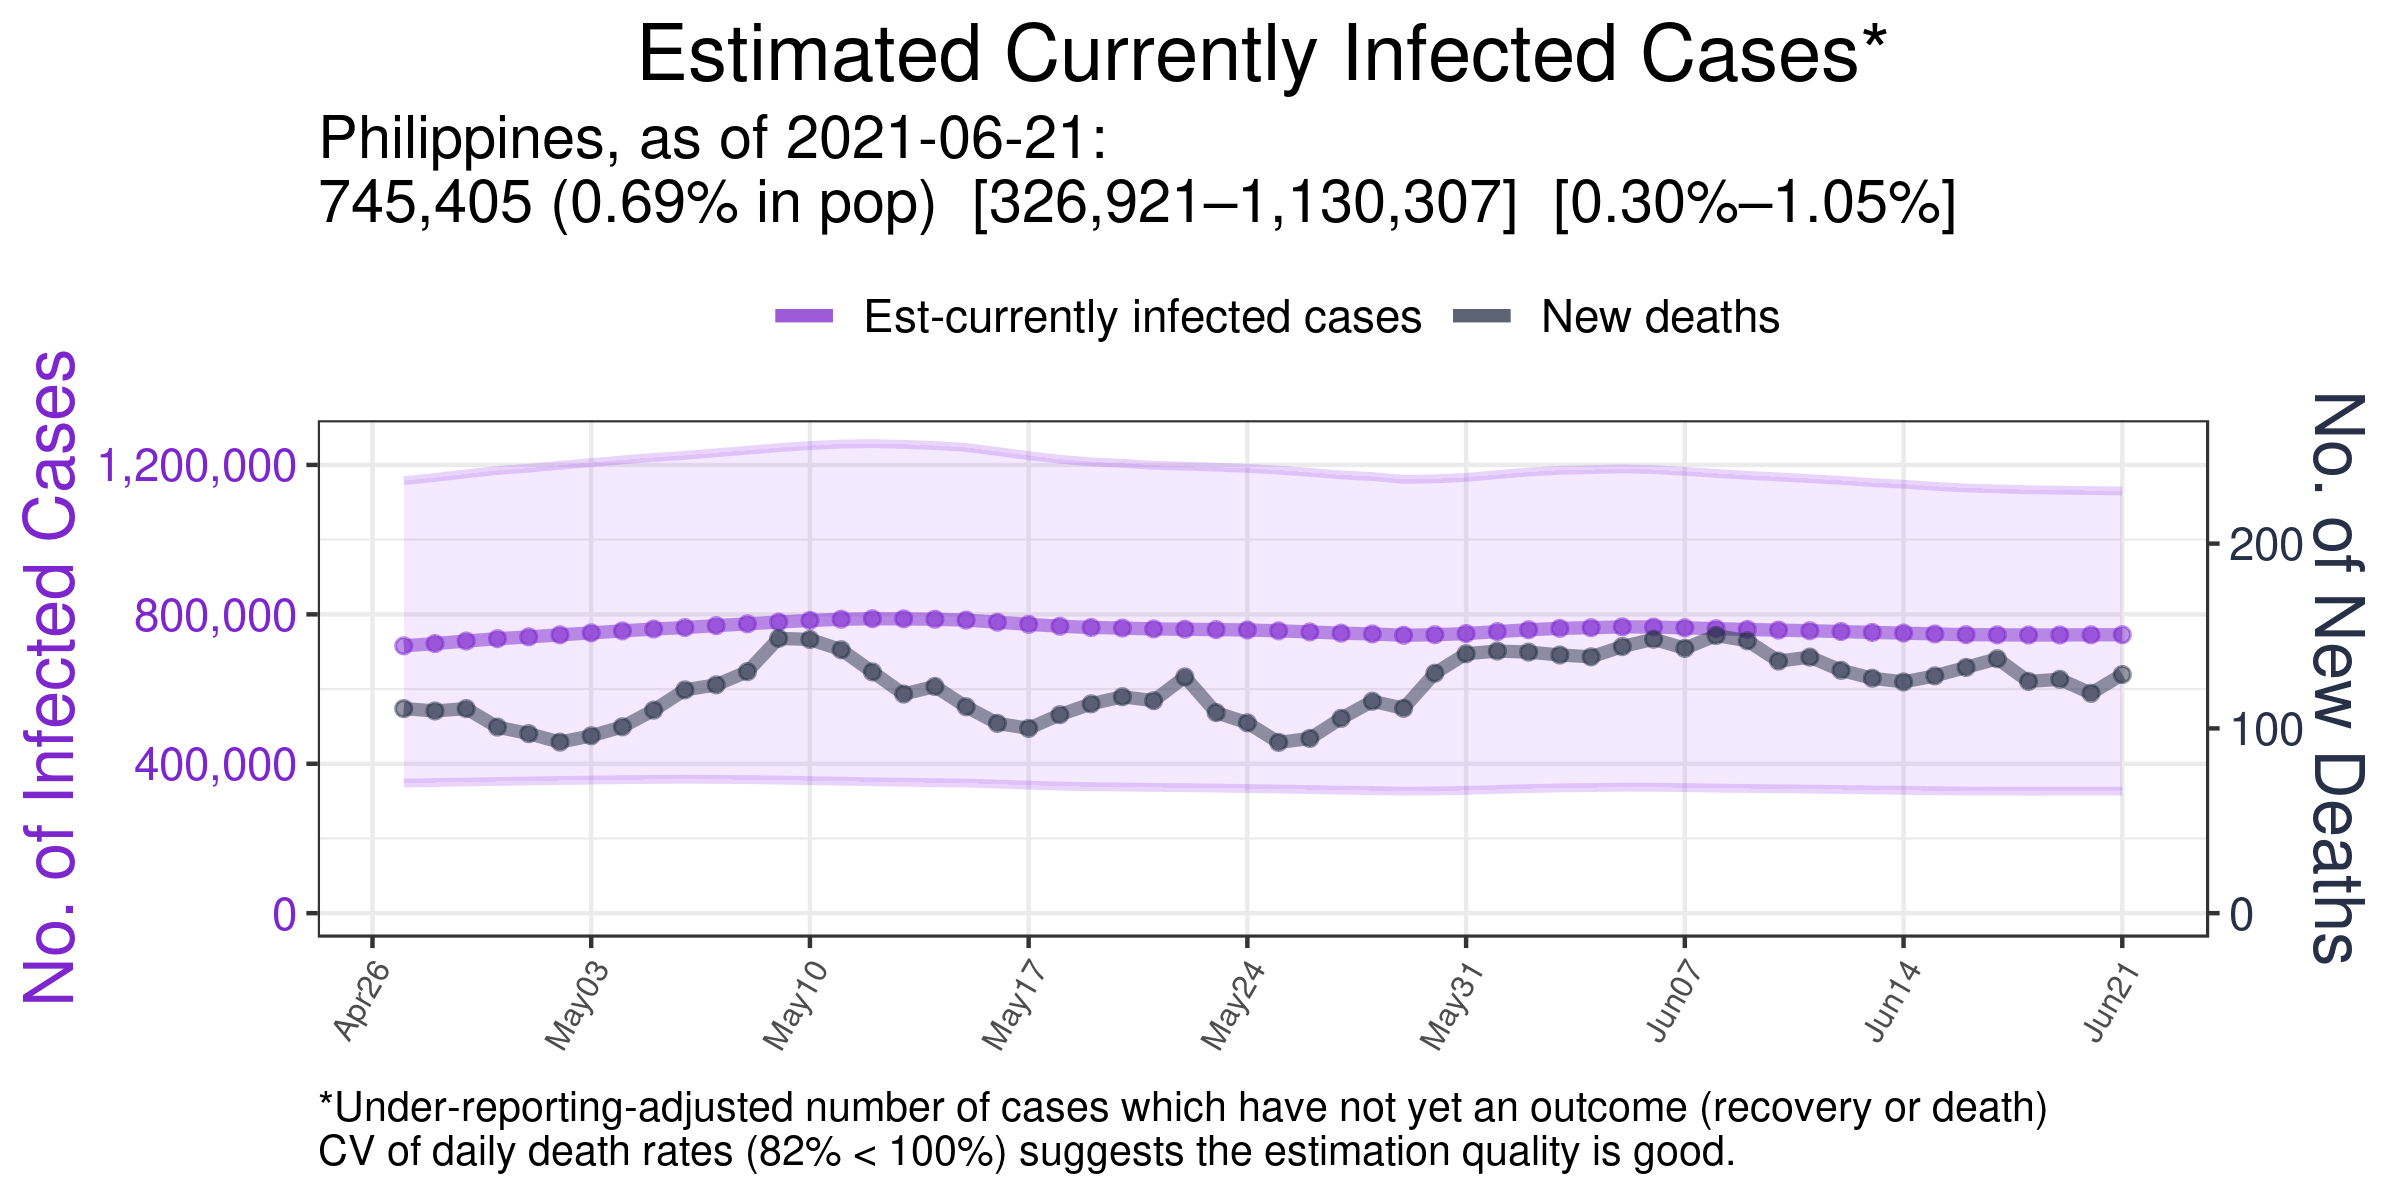 Estimated Currently Infected Cases*
Philippines, as of 2021-06-21:
745,405 (0.69% in pop)  [326,921–1,130,307]  [0.30%–1.05%]
Est-currently infected cases
New deaths
No. of Infected Cases
1,200,000
800,000
400,000
0
No. of New Deaths
200
100
0
Apr26
May03
May10
May17
May24
May31
Jun07
Jun14
Jun21
*Under-reporting-adjusted number of cases which have not yet an outcome (recovery or death)
CV of daily death rates (82% < 100%) suggests the estimation quality is good.